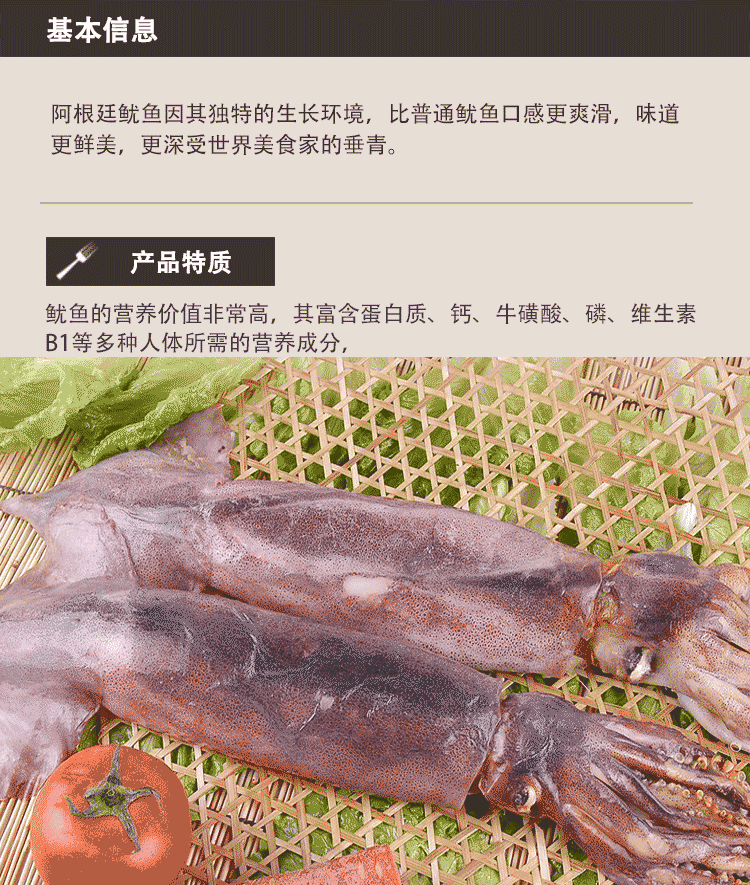 基本信息
阿根廷鱿鱼因其独特的生长环境，比普通鱿鱼口感更爽滑，味道
更鲜美，更深受世界美食家的垂青。
产品特质
鱿鱼的营养价值非常高，其富含蛋白质、钙、牛磺酸、磷、维生素
B1等多种人体所需的营养成分，